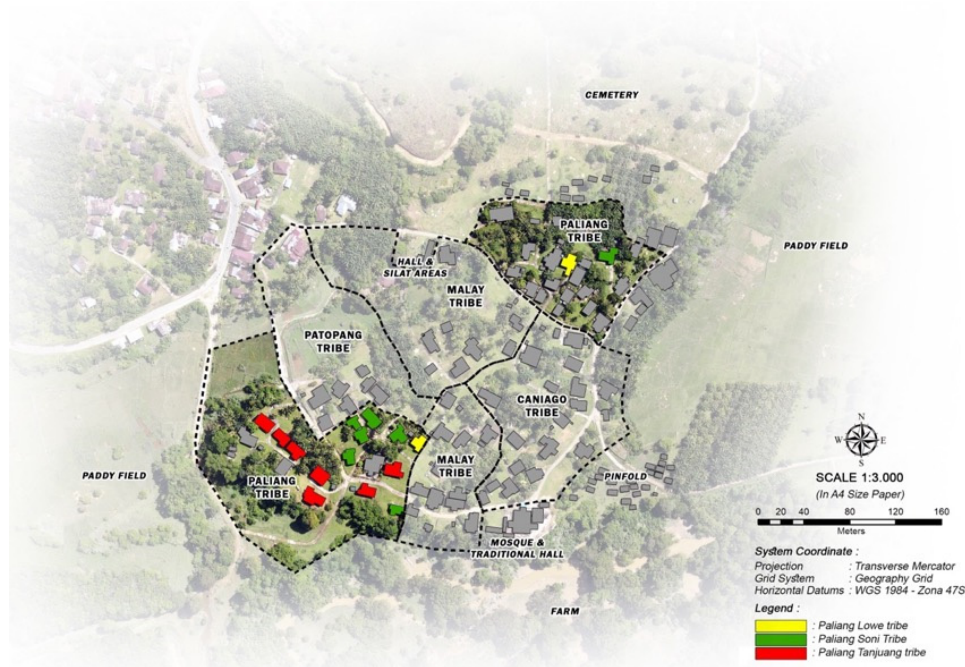 CEMETERY
PALIANG
TRIBE
PADDY FIELD
HALL &
SILAT AREAS
MALAY
TRIBE
PATOPANG
TRIBE
CANIAGO
TRIBE
MALAY
TRIBE
PADDY FIELD
PALIANG
TRIBE
PINFOLD
MOSQUE &
TRADITIONAL HALL
FARM
N
W
E
S
SCALE 1:3.000
(In A4 Size Paper)
0 20 40 80 120 160
Meters
System Coordinate :
Projection : Transverse Mercator
Grid System : Geography Grid
Horizontal Datums : WGS 1984 - Zona 47S
Legend :
: Paliang Lowe tribe
: Paliang Soni Tribe
: Paliang Tanjuang tribe